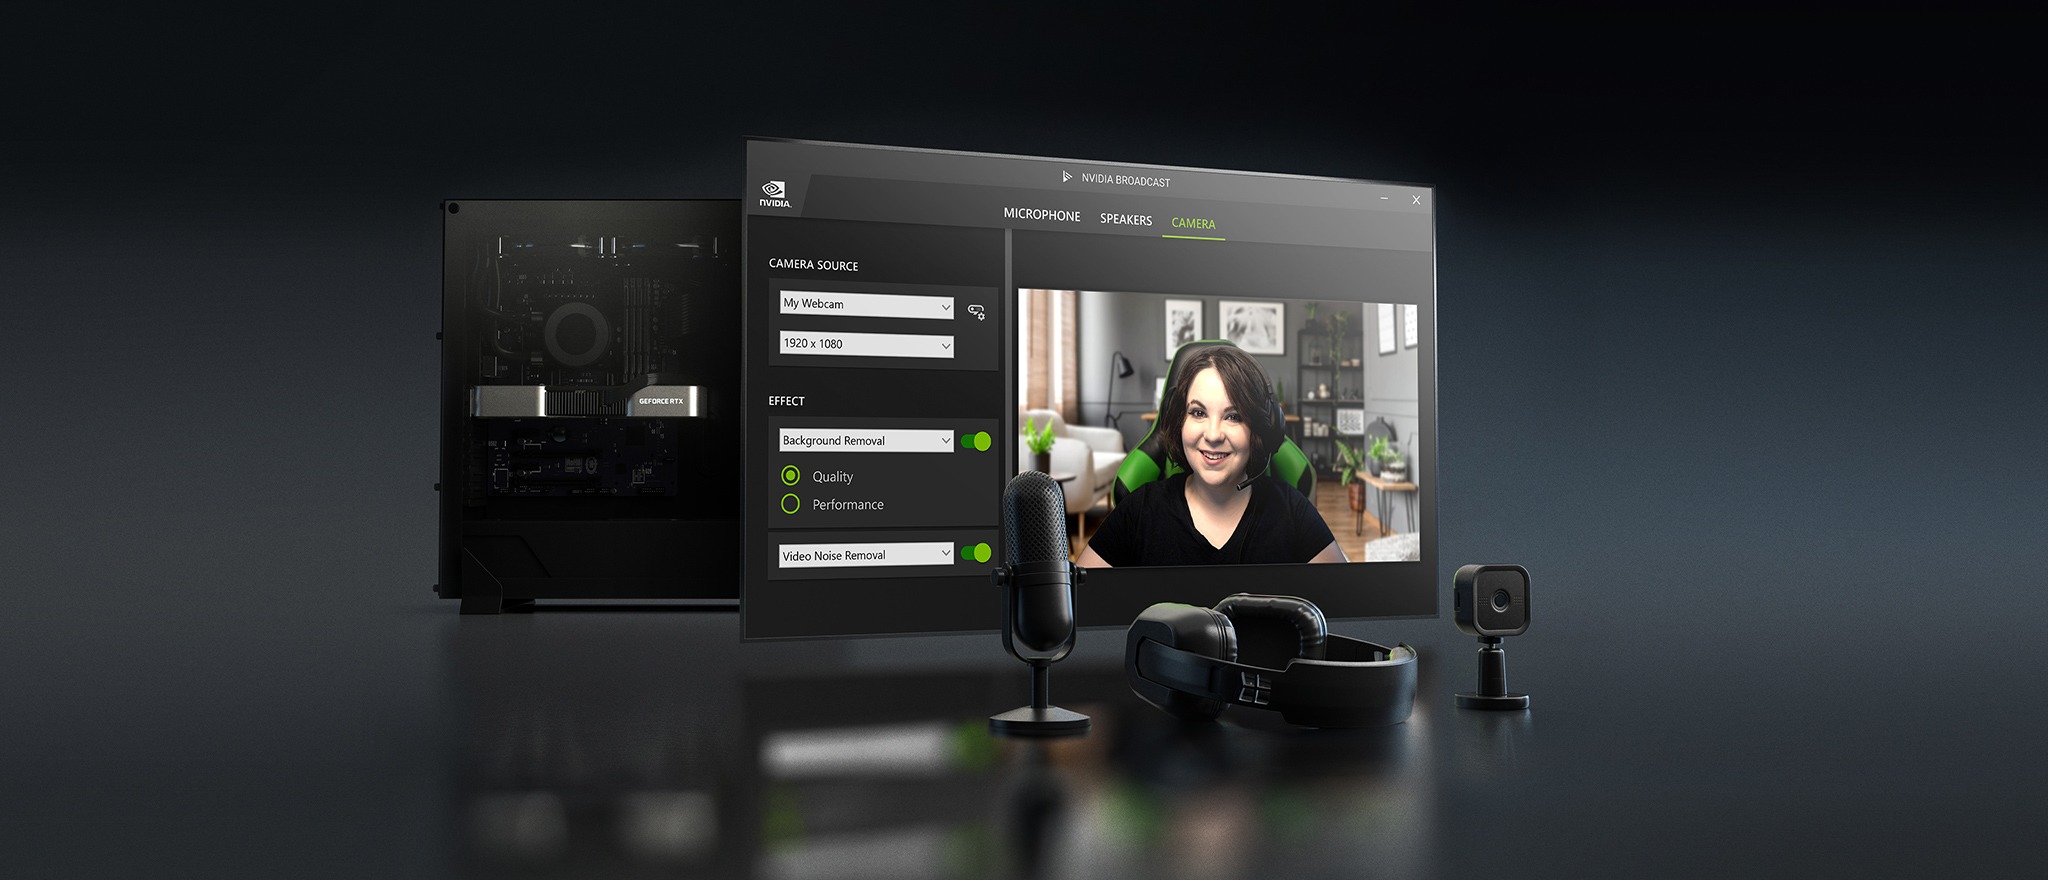 NVIDIA BROADCAST
NVIDIA.
MICROPHONE SPEAKERS CAMERA
CAMERA SOURCE
My Webcam
1920 x 1080
EFFECT
Background Removal
Quality
Performance
Video Noise Removal
GEFORCE RTX